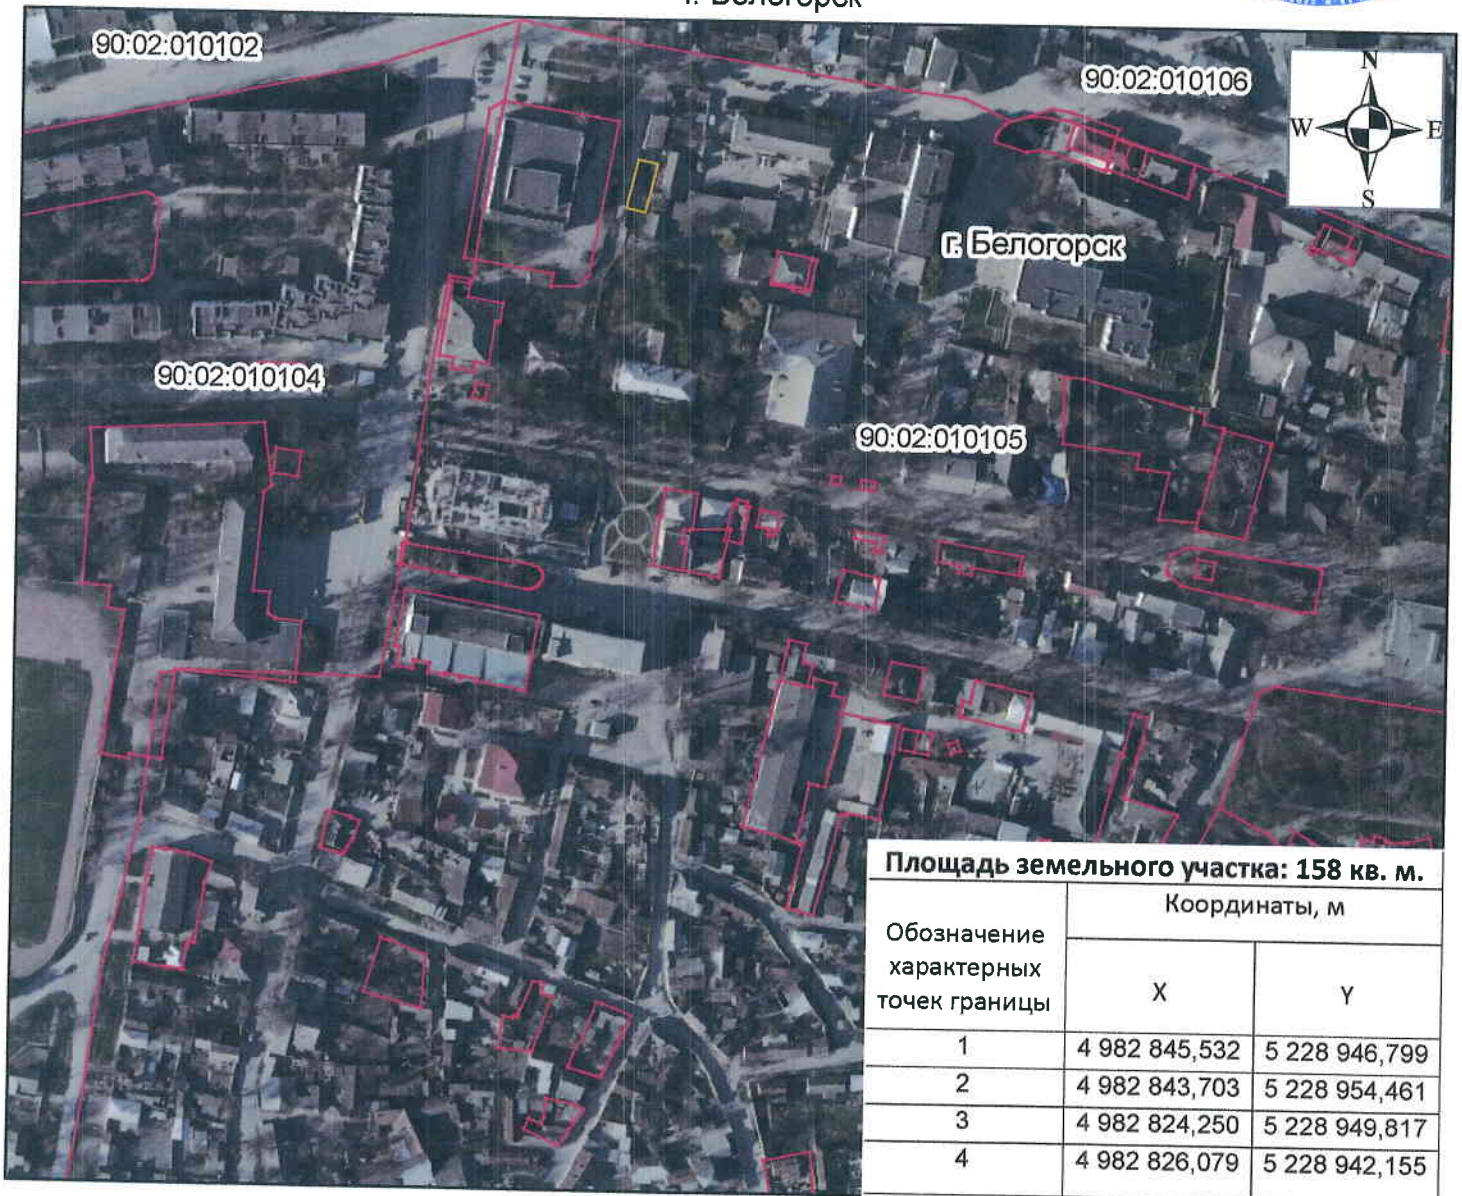 г. Белогорск
90:02:010102
90:02:010106
N
W
E
S
г. Белогорск
90:02:010104
90:02:010105
Площадь земельного участка: 158 кв. м.
Обозначение характерных точек границы
Координаты, м
X
Y
1 4 982 845,532 5 228 946,799
2 4 982 843,703 5 228 954,461
3 4 982 824,250 5 228 949,817
4 4 982 826,079 5 228 942,155